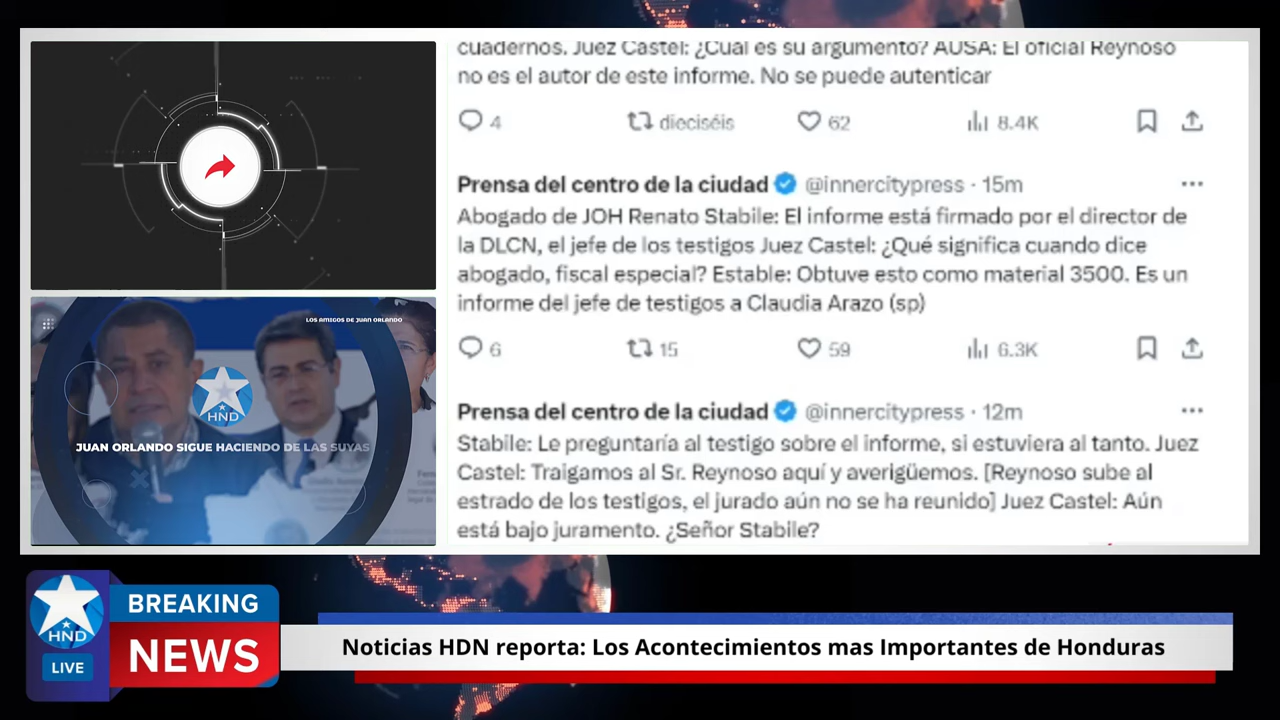 cuadernos. Juez Castel: ¿Cuál es su argumento? AUSA: El oficial Reynoso
no es el autor de este informe. No se puede autenticar
4 dieciséis 62 8.4K
Prensa del centro de la ciudad @innercitypress · 15m
Abogado de JOH Renato Stabile: El informe está firmado por el director de
la DLCN, el jefe de los testigos Juez Castel: ¿Qué significa cuando dice
abogado, fiscal especial? Estable: Obtuve esto como material 3500. Es un
informe del jefe de testigos a Claudia Arazo (sp)
6 15 59 6.3K
Prensa del centro de la ciudad @innercitypress · 12m
Stabile: Le preguntaría al testigo sobre el informe, si estuviera al tanto. Juez
Castel: Traigamos al Sr. Reynoso aquí y averigüemos. [Reynoso sube al
estrado de los testigos, el jurado aún no se ha reunido] Juez Castel: Aún
está bajo juramento. ¿Señor Stabile?
LOS AMIGOS DE JUAN ORLANDO
HND
JUAN ORLANDO SIGUE HACIENDO DE LAS SUYAS
HND
LIVE
BREAKING
NEWS
Noticias HDN reporta: Los Acontecimientos mas Importantes de Honduras